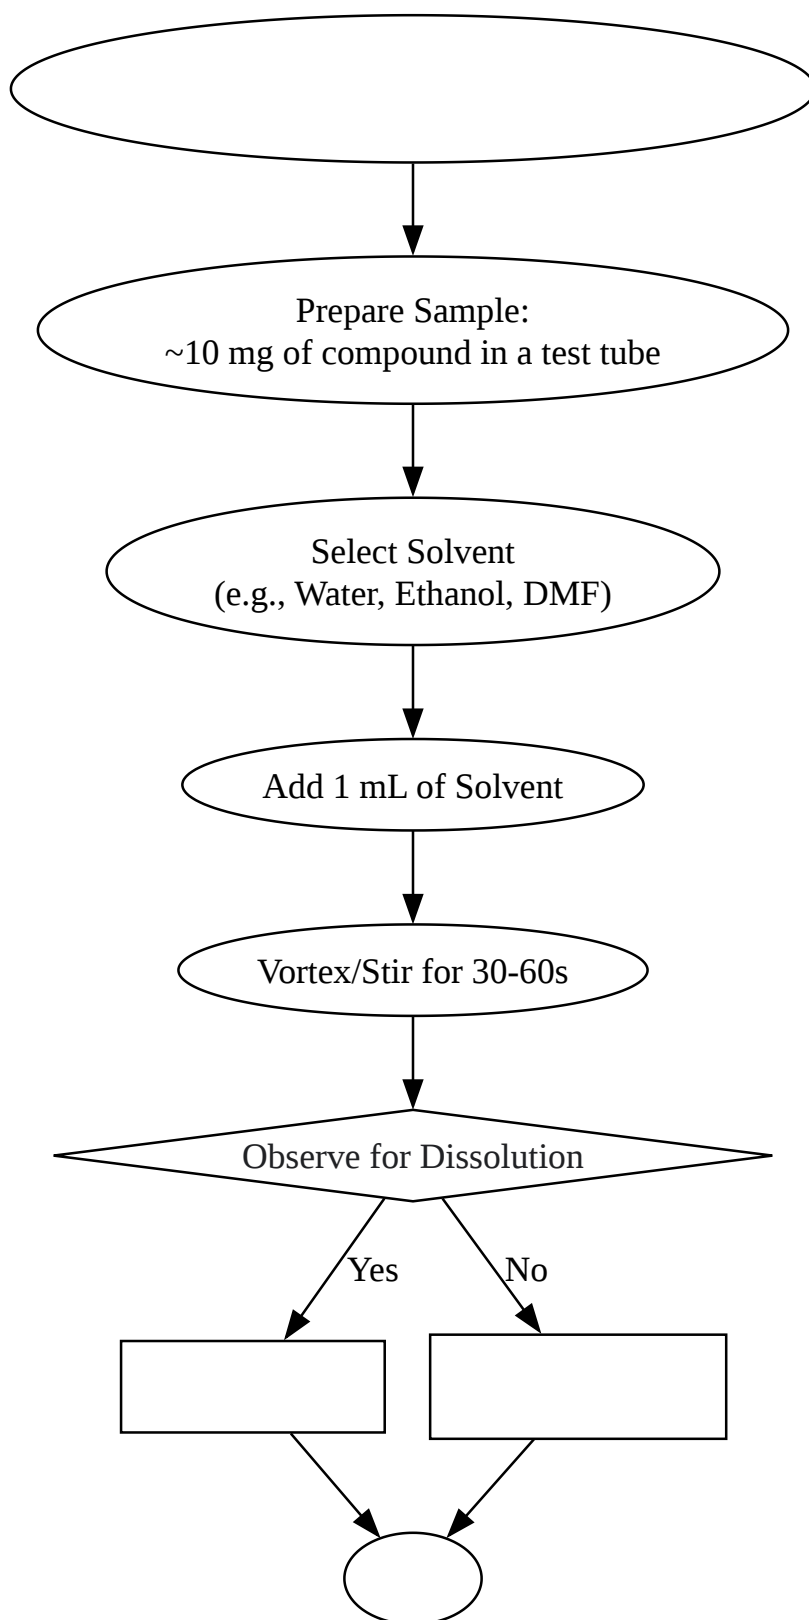 Prepare Sample:
~10 mg of compound in a test tube
Select Solvent
(e.g., Water, Ethanol, DMF)
Add 1 mL of Solvent
Vortex/Stir for 30-60s
Observe for Dissolution
Yes
No